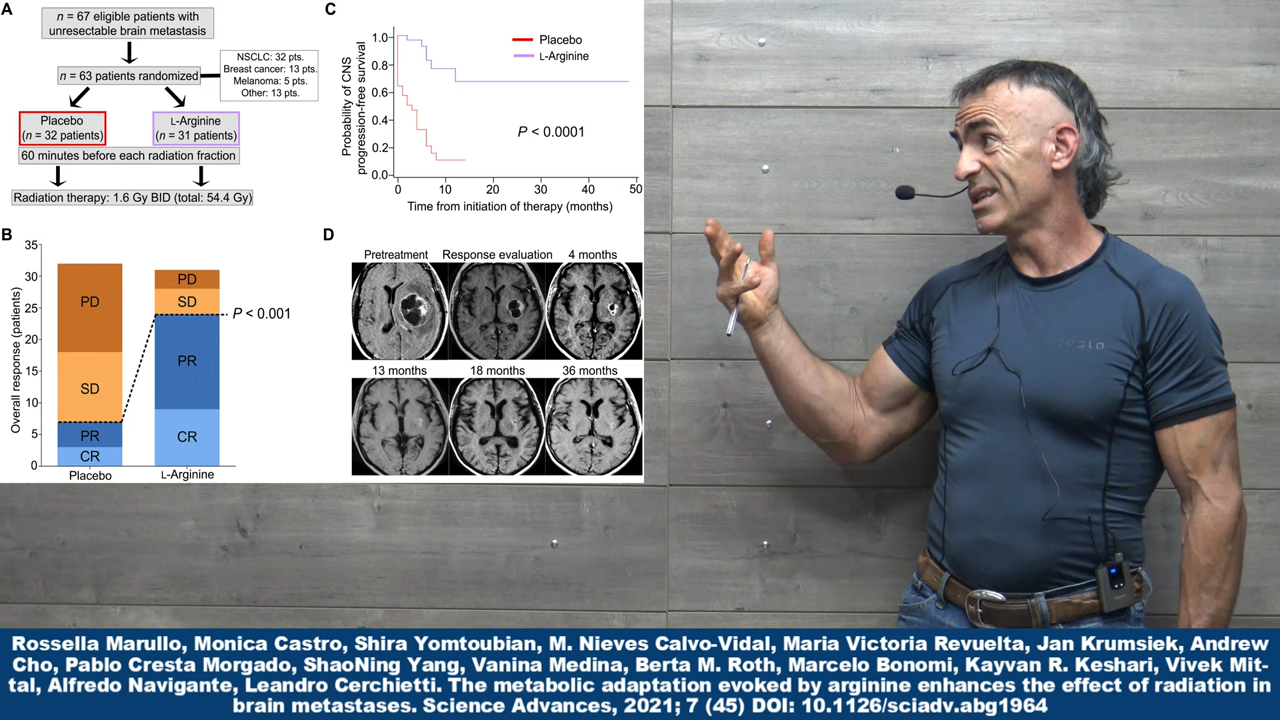 A
n = 67 eligible patients with
unresectable brain metastasis
n = 63 patients randomized
NSCLC: 32 pts.
Breast cancer: 13 pts.
Melanoma: 5 pts.
Other: 13 pts.
Placebo
(n = 32 patients)
L-Arginine
(n = 31 patients)
60 minutes before each radiation fraction
Radiation therapy: 1.6 Gy BID (total: 54.4 Gy)
B
Overall response (patients)
35
30
25
20
15
10
5
0
PD
SD
PR
CR
PD
SD
PR
CR
P < 0.001
Placebo
L-Arginine
C
Probability of CNS
progression-free survival
1.0
0.8
0.6
0.4
0.2
0.0
Placebo
L-Arginine
P < 0.0001
0 10 20 30 40 50
Time from initiation of therapy (months)
D
Pretreatment Response evaluation 4 months
13 months 18 months 36 months
Rossella Marullo, Monica Castro, Shira Yomtoubian, M. Nieves Calvo-Vidal, Maria Victoria Revuelta, Jan Krumsiek, Andrew
Cho, Pablo Cresta Morgado, ShaoNing Yang, Vanina Medina, Berta M. Roth, Marcelo Bonomi, Kayvan R. Keshari, Vivek Mit-
tal, Alfredo Navigante, Leandro Cerchietti. The metabolic adaptation evoked by arginine enhances the effect of radiation in
brain metastases. Science Advances, 2021; 7 (45) DOI: 10.1126/sciadv.abg1964